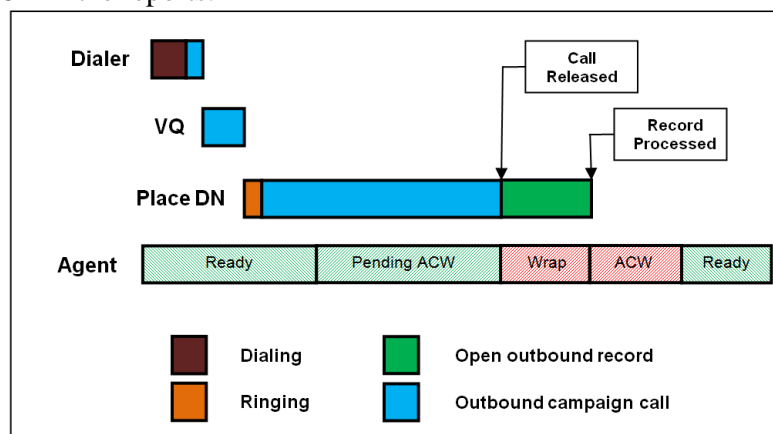 reports.
Dialer
Call
Released
VQ
Record
Processed
Place DN
Agent
Ready
Pending ACW
Wrap
ACW
Ready
Dialing
Open outbound record
Ringing
Outbound campaign call